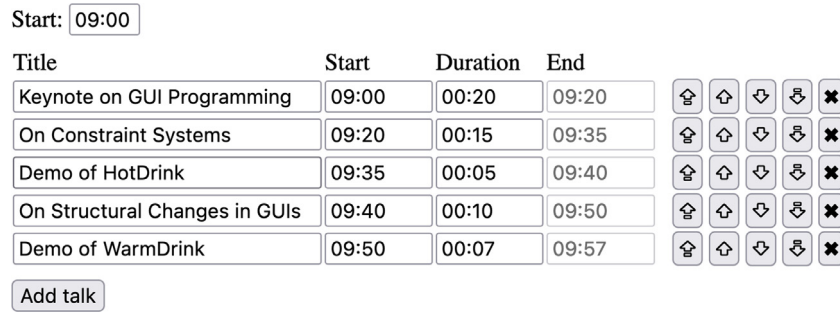 Start: 09:00
Title Start Duration End
Keynote on GUI Programming 09:00 00:20 09:20
On Constraint Systems 09:20 00:15 09:35
Demo of HotDrink 09:35 00:05 09:40
On Structural Changes in GUIs 09:40 00:10 09:50
Demo of WarmDrink 09:50 00:07 09:57
Add talk